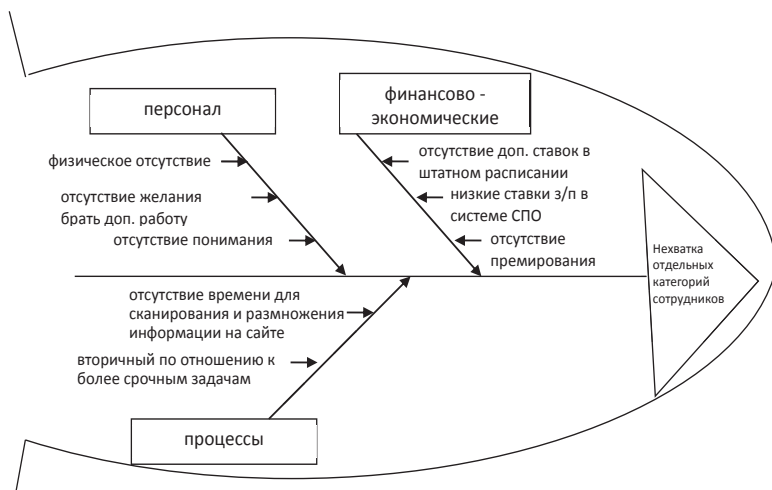 персонал
физическое отсутствие
отсутствие желания
брать доп. работу
отсутствие понимания
финансово -
экономические
отсутствие доп. ставок в
штатном расписании
низкие ставки з/п в
системе СПО
отсутствие
премирования
Нехватка
отдельных
категорий
сотрудников
отсутствие времени для
сканирования и размножения
информации на сайте
вторичный по отношению к
более срочным задачам
процессы